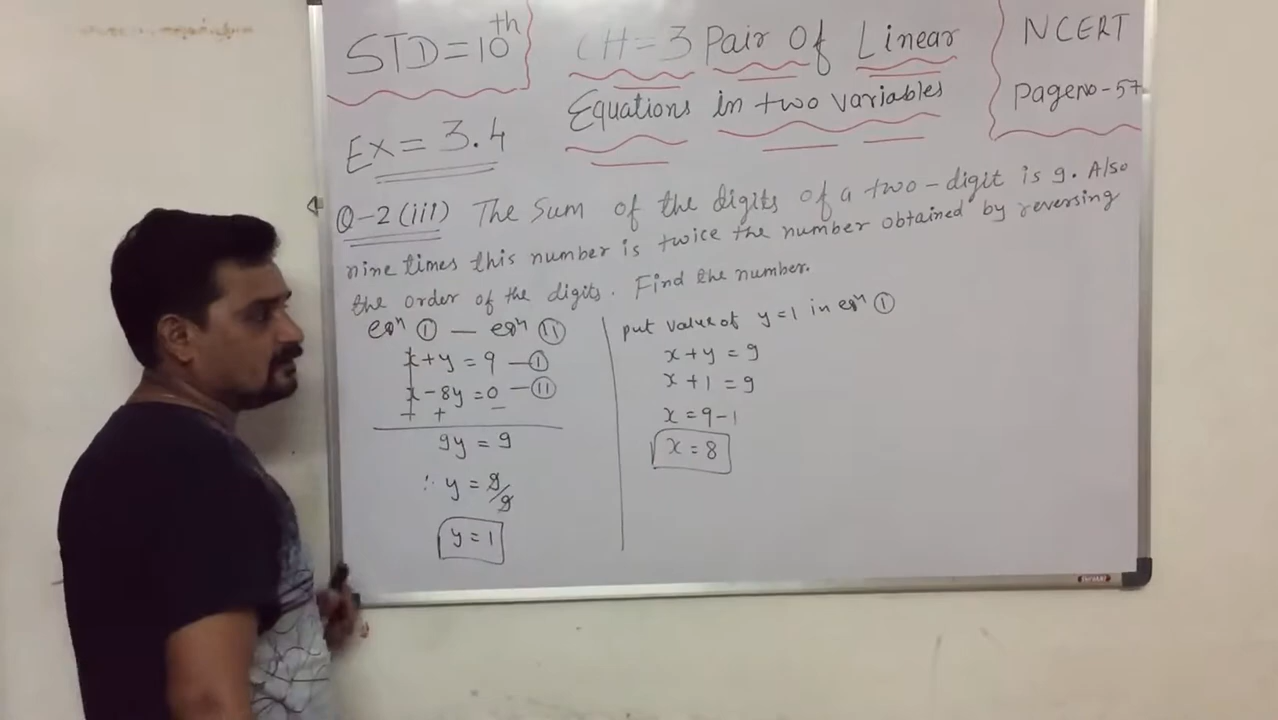 STD=10th
CH=3 Pair Of Linear
Equations in two variables
NCERT
Pageno-57
Ex=3.4
Q-2(iii) The Sum of the digits of a two-digit is 9. Also
nine times this number is twice the number obtained by reversing
the order of the digits. Find the number.
eqⁿ ① — eqⁿ ⑪
x+y=9 —①
x-8y=0 —⑪
- + -
9y=9
∴ y=9/9
y=1
put value of y=1 in eqⁿ ①
x+y=9
x+1=9
x=9-1
x=8